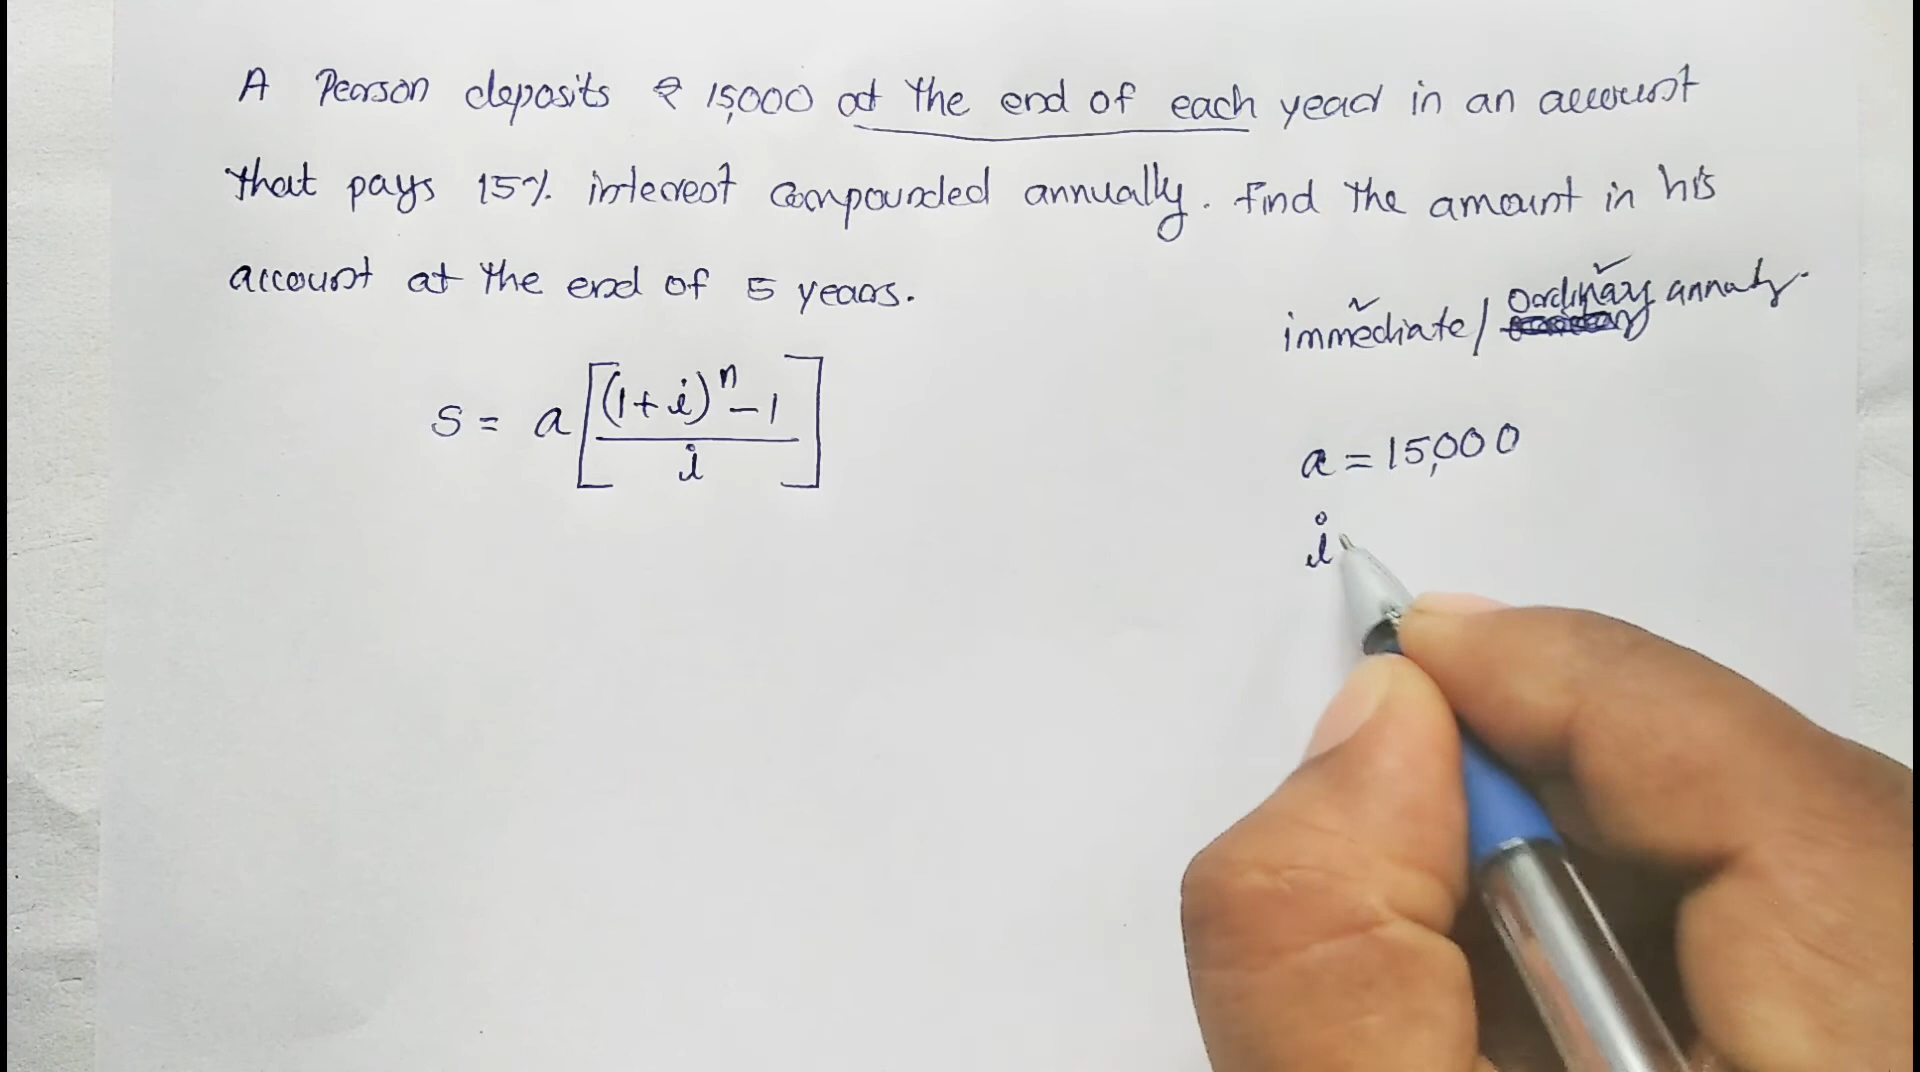 A Person deposits ₹ 15,000 at the end of each year in an account
that pays 15% interest compounded annually. find the amount in his
account at the end of 5 years.
immediate/ Ordinary annuty.
S = a [ (1+i)^n - 1 / i ]
a = 15,000
i